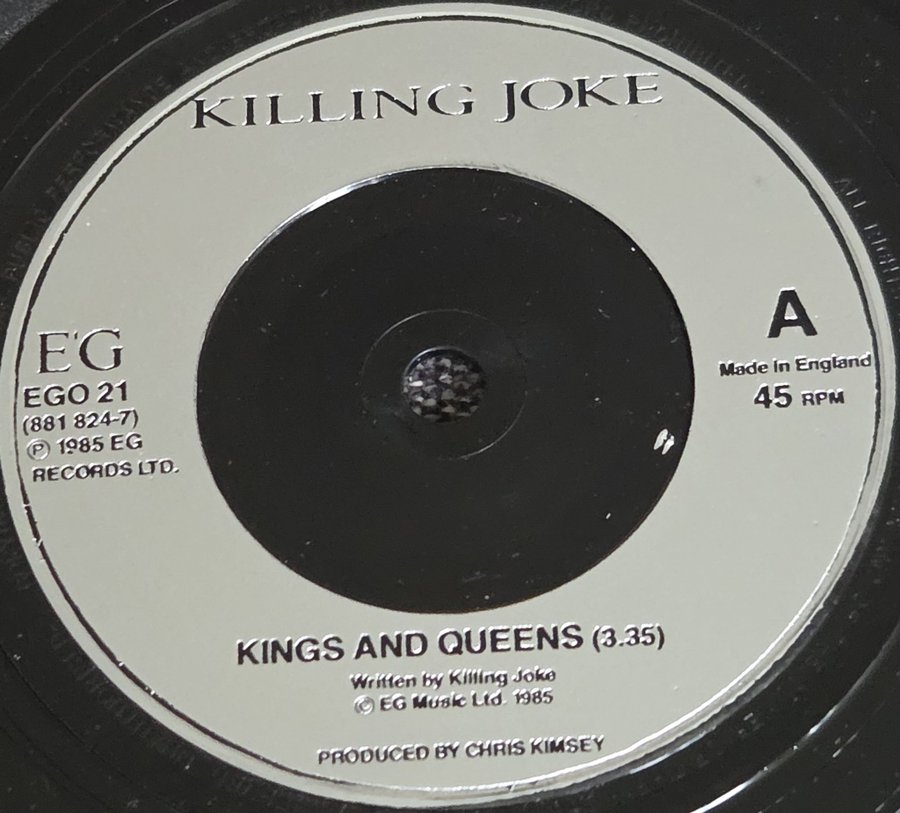 KILLING JOKE
E'G
EGO 21
(881 824-7)
Ⓟ 1985 EG
RECORDS LTD.
A
Made in England
45 RPM
KINGS AND QUEENS (3.35)
Written by Killing Joke
© EG Music Ltd. 1985
PRODUCED BY CHRIS KIMSEY